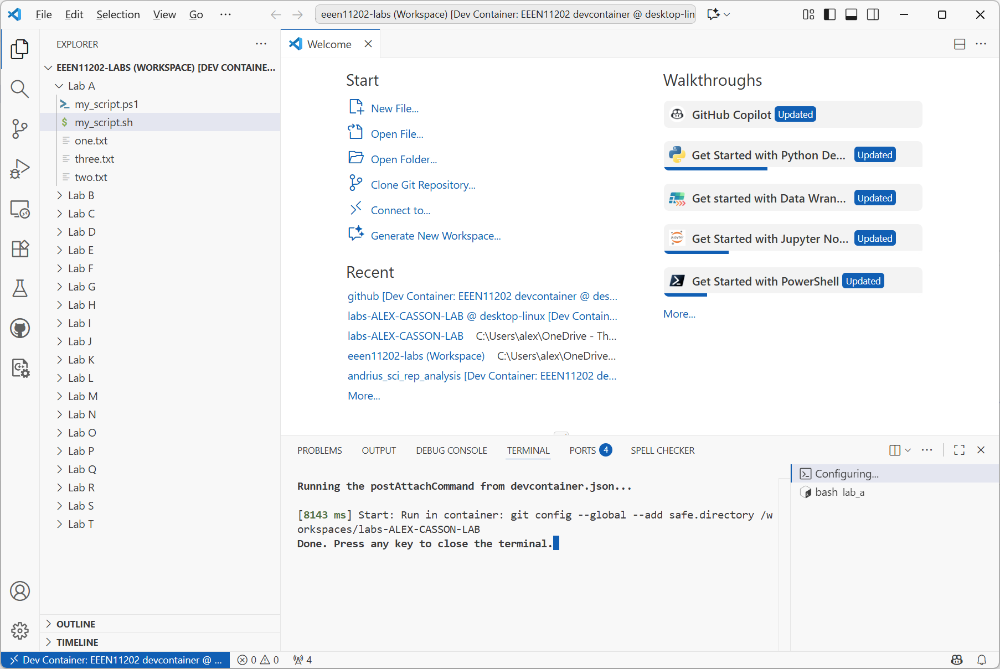 File Edit Selection View Go ···
eeen11202-labs (Workspace) [Dev Container: EEEN11202 devcontainer @ desktop-lin
EXPLORER
EEEN11202-LABS (WORKSPACE) [DEV CONTAINE...
Lab A
my_script.ps1
$ my_script.sh
one.txt
three.txt
two.txt
Lab B
Lab C
Lab D
Lab E
Lab F
Lab G
Lab H
Lab I
Lab J
Lab K
Lab L
Lab M
Lab N
Lab O
Lab P
Lab Q
Lab R
Lab S
Lab T
OUTLINE
TIMELINE
Welcome
Start
New File...
Open File...
Open Folder...
Clone Git Repository...
Connect to...
Generate New Workspace...
Recent
github [Dev Container: EEEN11202 devcontainer @ des...
labs-ALEX-CASSON-LAB @ desktop-linux [Dev Contain...
labs-ALEX-CASSON-LAB C:\Users\alex\OneDrive - Th...
eeen11202-labs (Workspace) C:\Users\alex\OneDrive...
andrius_sci_rep_analysis [Dev Container: EEEN11202 de...
More...
Walkthroughs
GitHub Copilot Updated
Get Started with Python De... Updated
Get started with Data Wran... Updated
jupyter Get Started with Jupyter No... Updated
Get Started with PowerShell Updated
More...
PROBLEMS OUTPUT DEBUG CONSOLE TERMINAL PORTS 4 SPELL CHECKER
Running the postAttachCommand from devcontainer.json...
[8143 ms] Start: Run in container: git config --global --add safe.directory /w
orkspaces/labs-ALEX-CASSON-LAB
Done. Press any key to close the terminal.
Configuring...
bash lab_a
Dev Container: EEEN11202 devcontainer @ ... 0 0 4